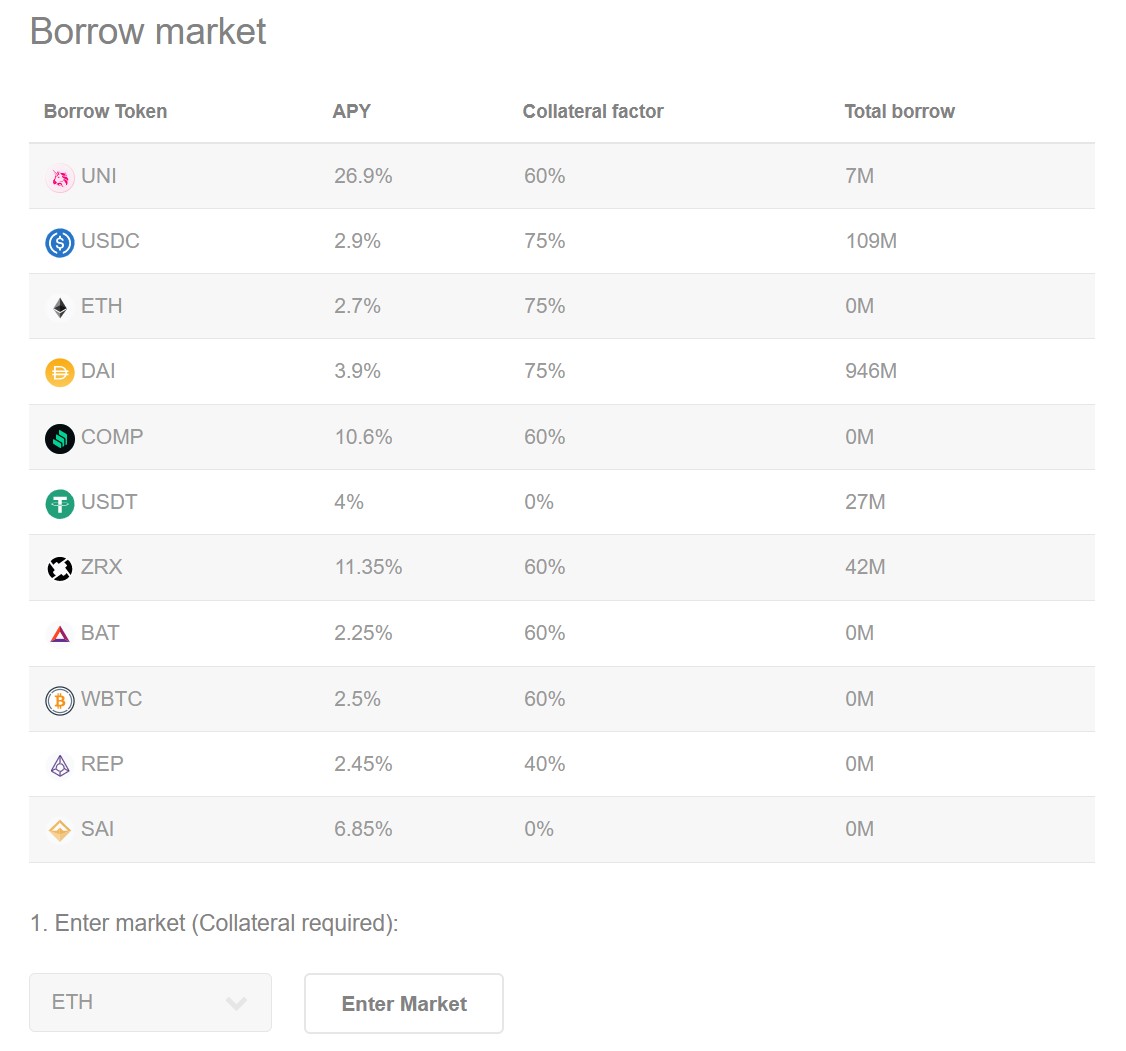 Borrow market
Borrow Token APY Collateral factor Total borrow
UNI 26.9% 60% 7M
USDC 2.9% 75% 109M
ETH 2.7% 75% 0M
DAI 3.9% 75% 946M
COMP 10.6% 60% 0M
USDT 4% 0% 27M
ZRX 11.35% 60% 42M
BAT 2.25% 60% 0M
WBTC 2.5% 60% 0M
REP 2.45% 40% 0M
SAI 6.85% 0% 0M
1. Enter market (Collateral required):
ETH Enter Market